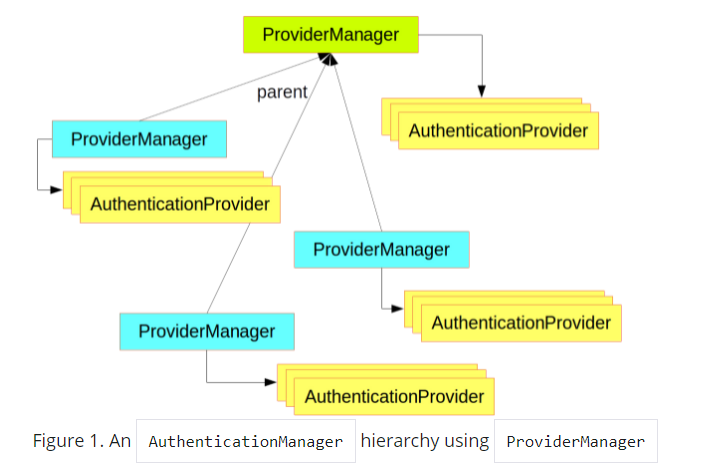 ProviderManager
parent
AuthenticationProvider
ProviderManager
AuthenticationProvider
ProviderManager
AuthenticationProvider
ProviderManager
AuthenticationProvider
Figure 1. An AuthenticationManager hierarchy using ProviderManager